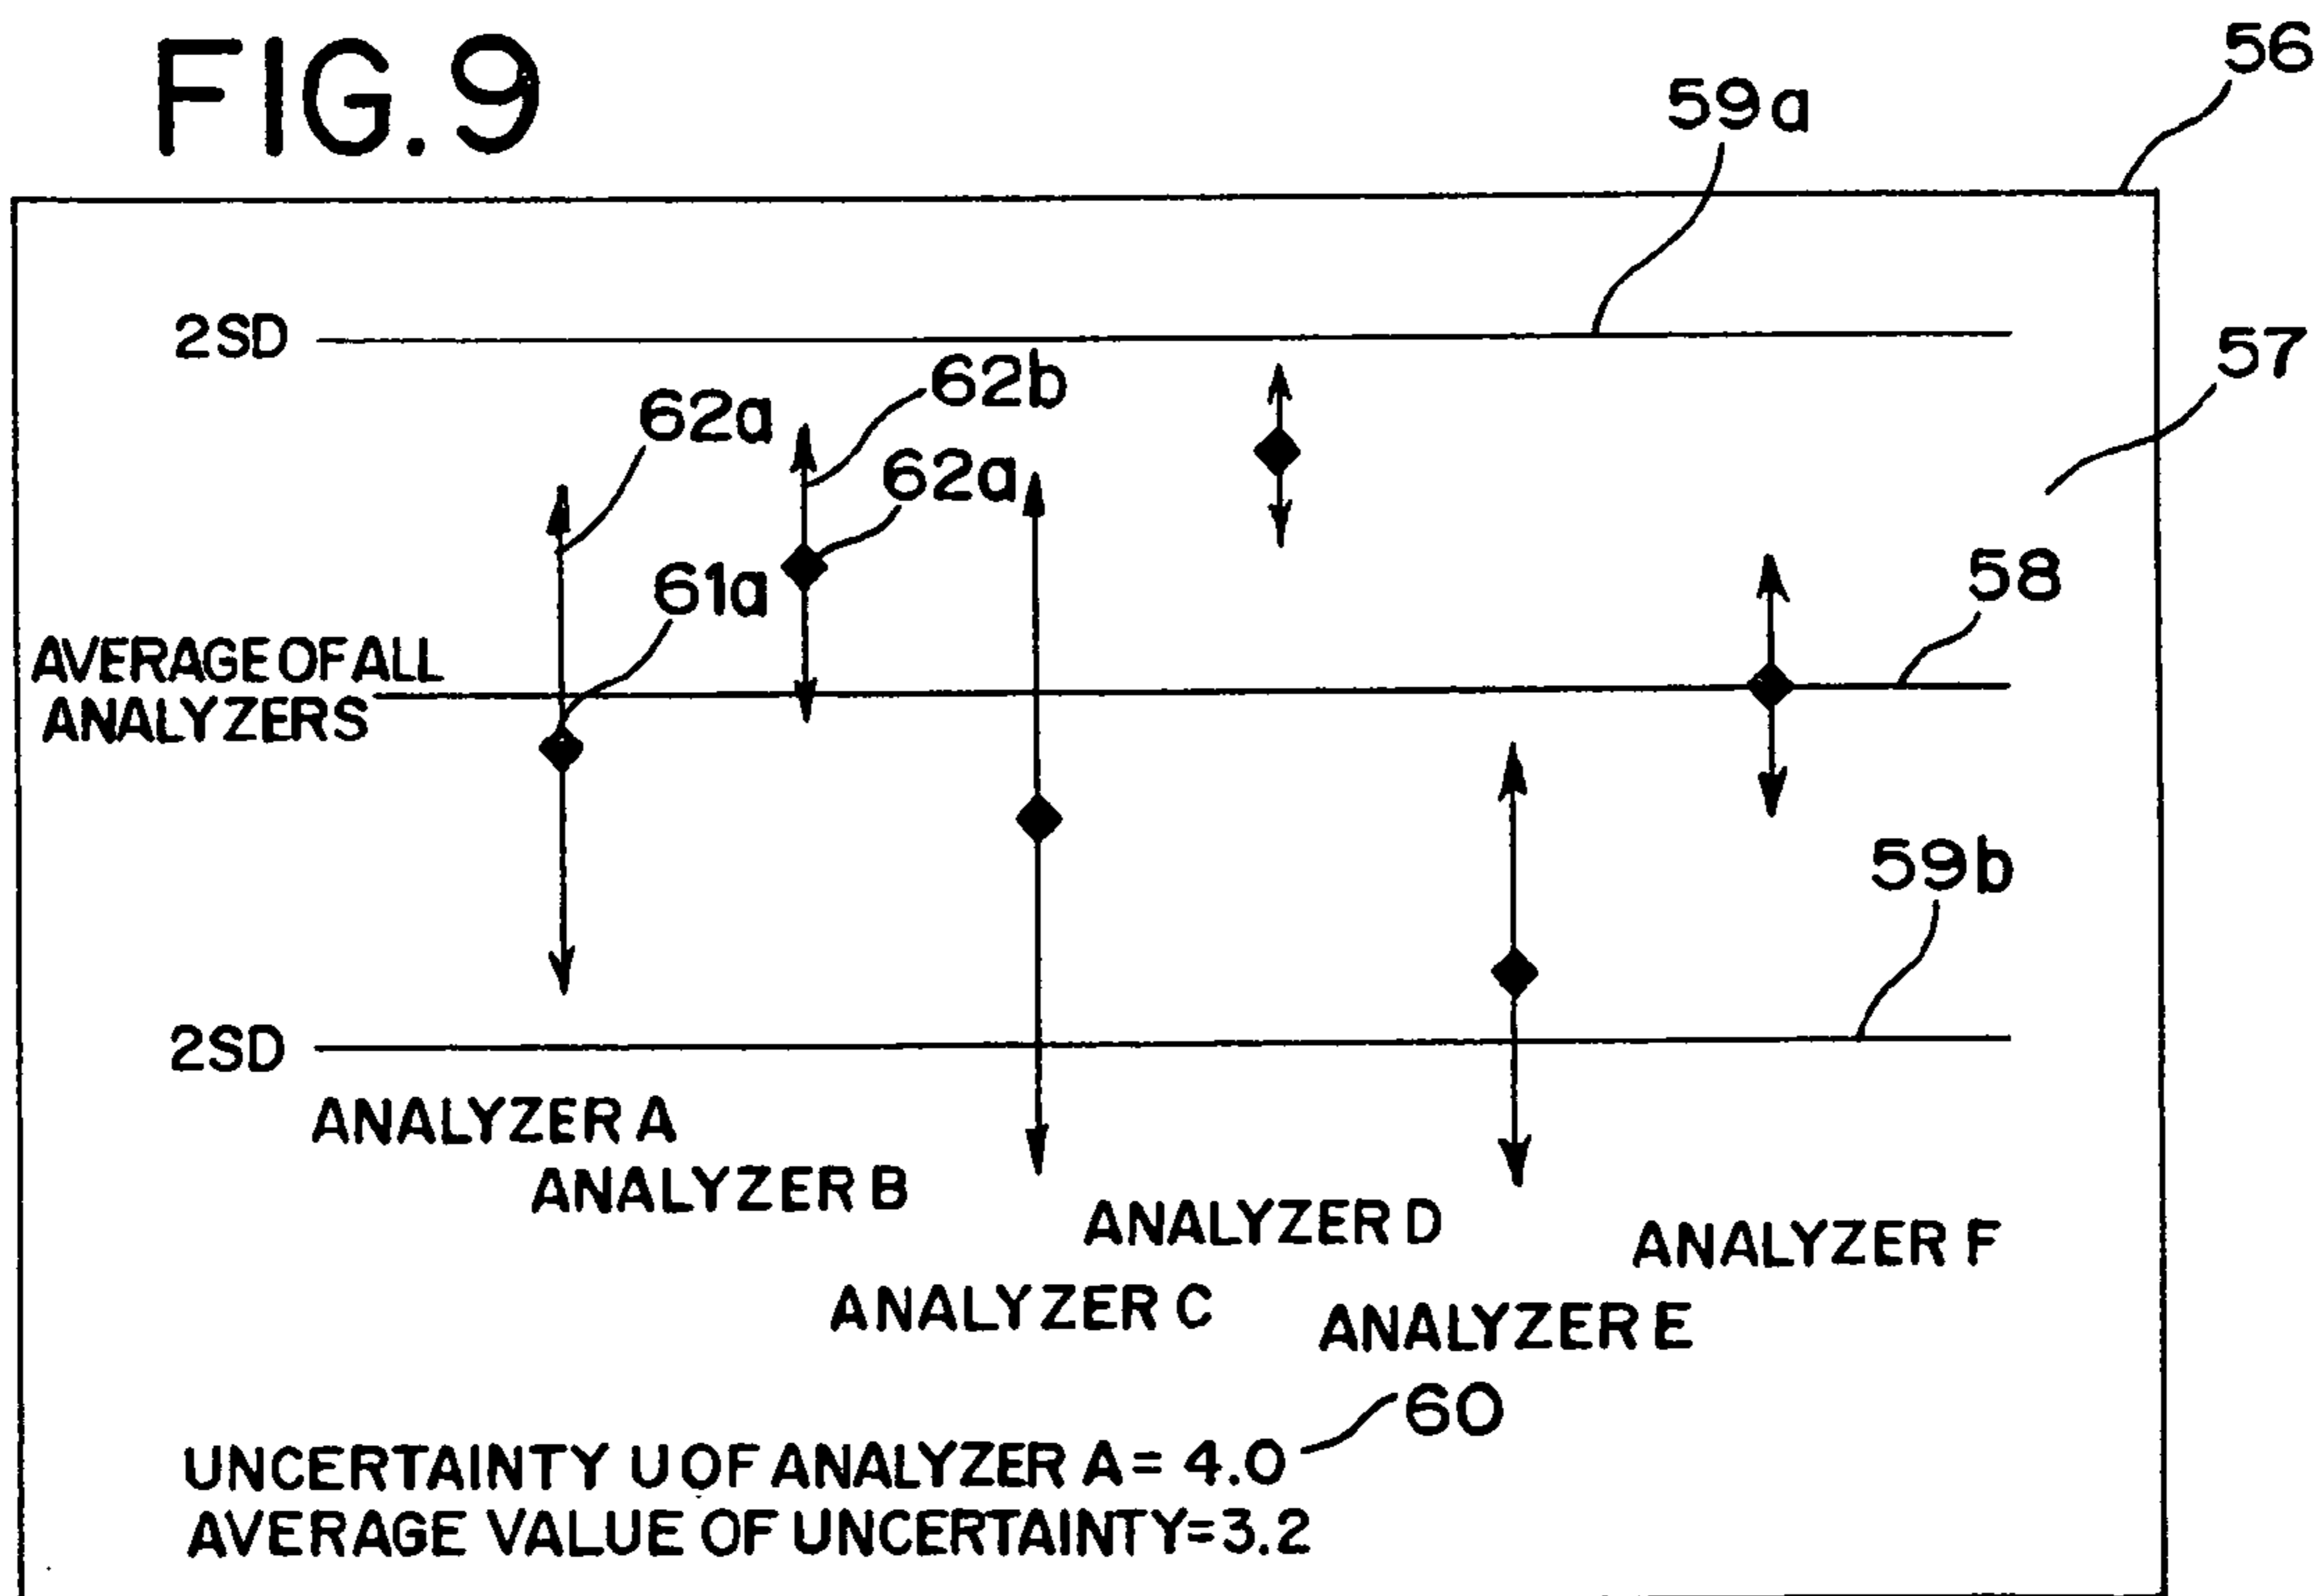 FIG. 9
56
59a
2SD
57
62b
62a
62a
58
61a
AVERAGE OF ALL
ANALYZERS
59b
2SD
ANALYZER A
ANALYZER B
ANALYZER D
ANALYZER F
ANALYZER C
ANALYZER E
60
UNCERTAINTY U OF ANALYZER A = 4.0
AVERAGE VALUE OF UNCERTAINTY=3.2